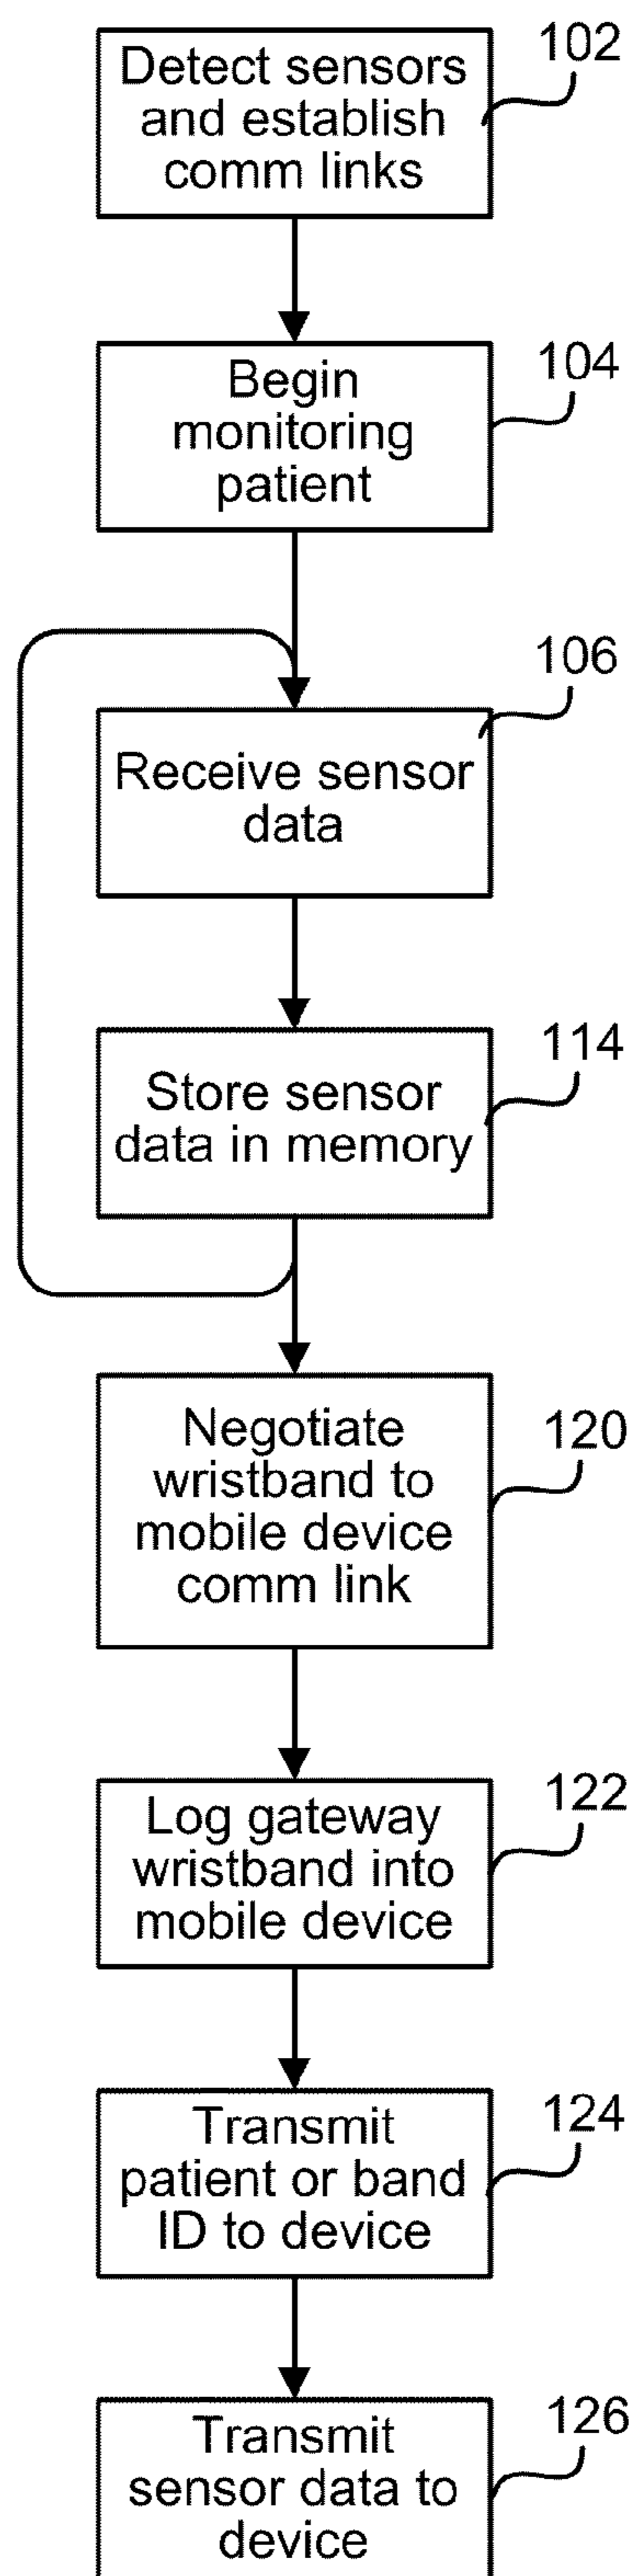 102
Detect sensors
and establish
comm links
104
Begin
monitoring
patient
106
Receive sensor
data
114
Store sensor
data in memory
120
Negotiate
wristband to
mobile device
comm link
122
Log gateway
wristband into
mobile device
124
Transmit
patient or band
ID to device
126
Transmit
sensor data to
device